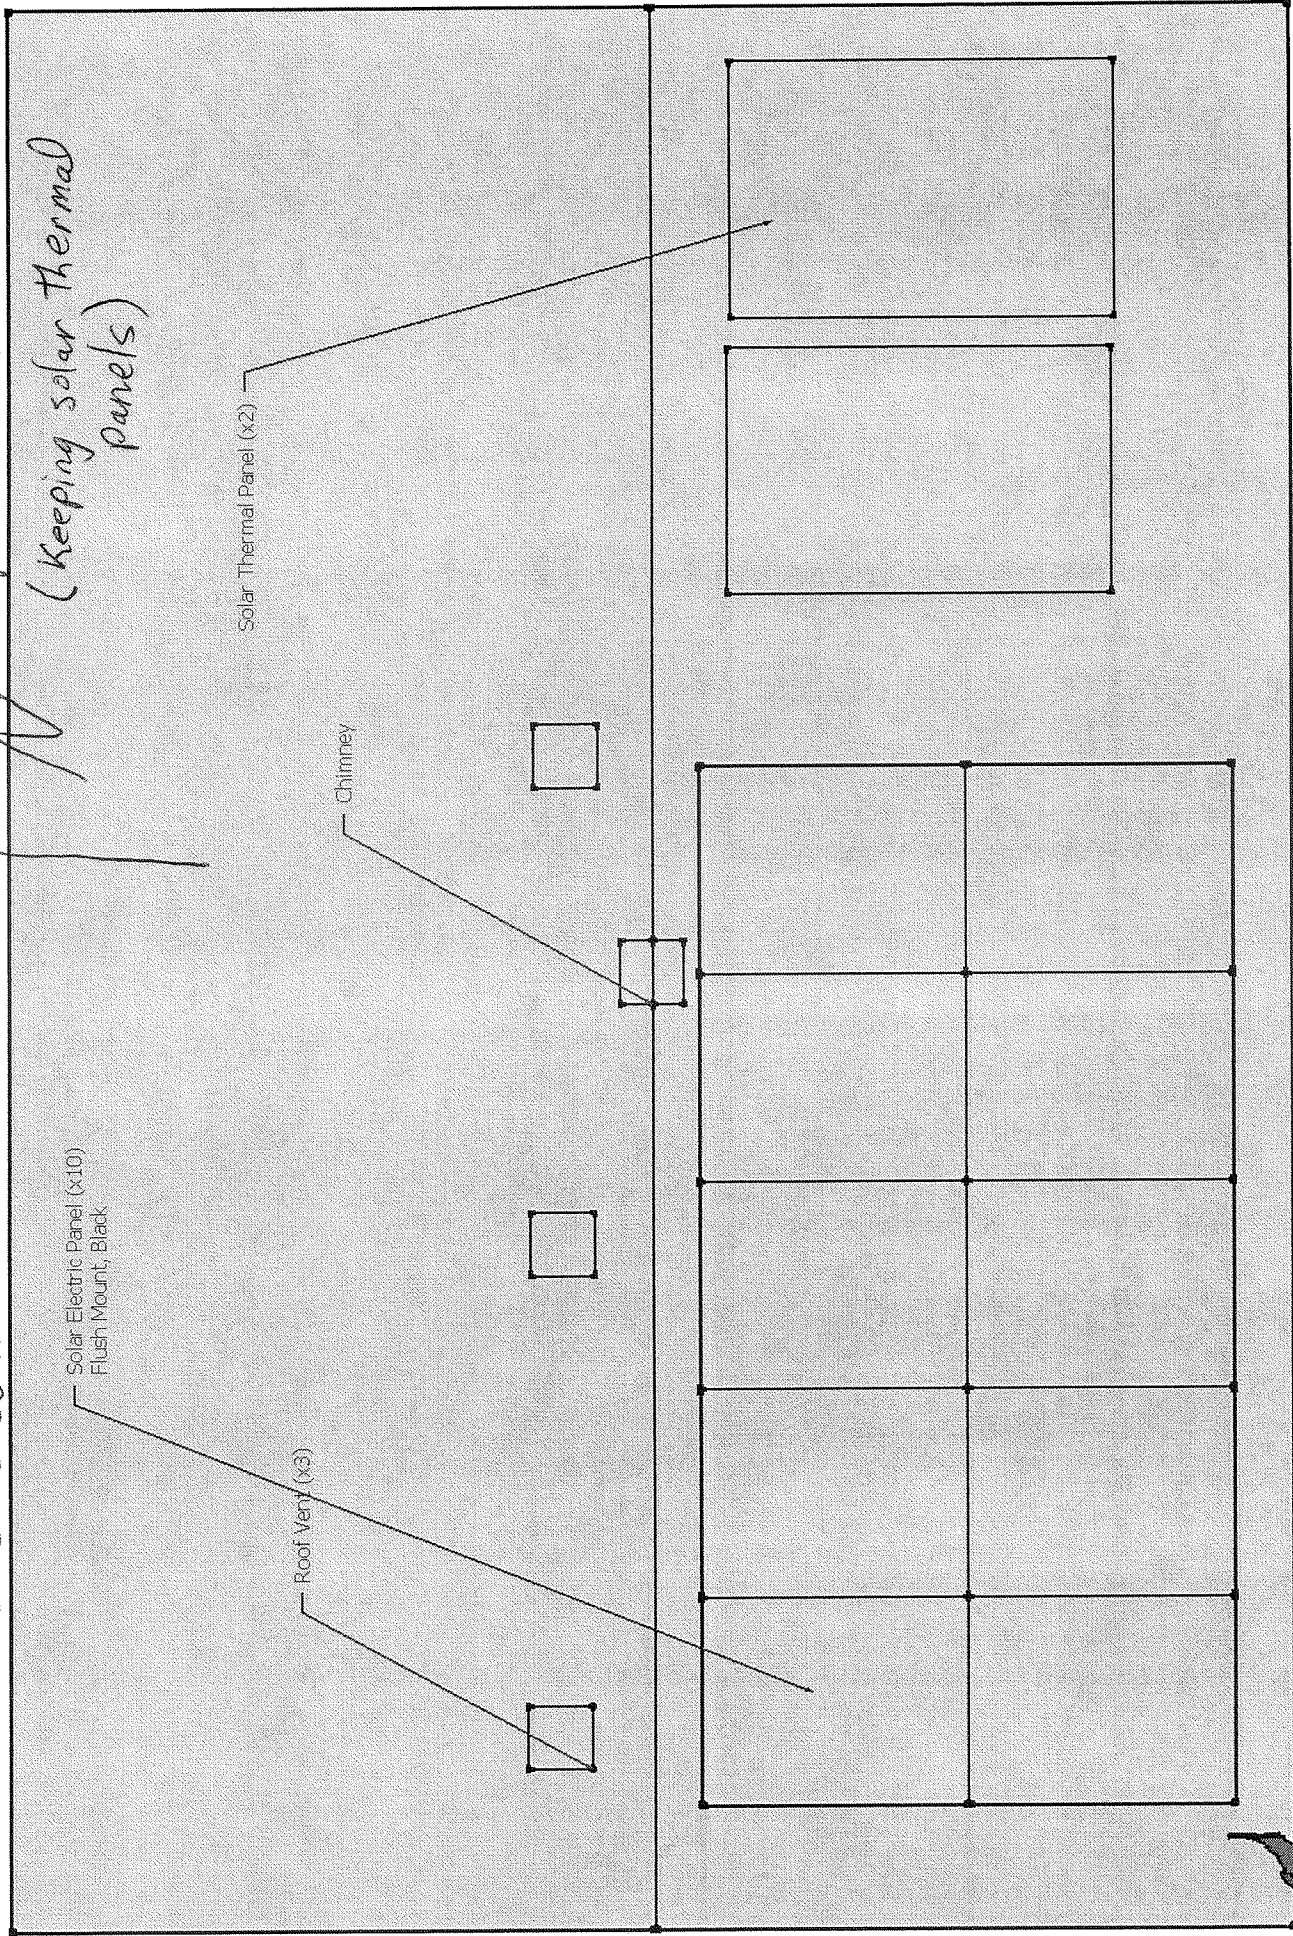 (Keeping solar thermal
panels)
Solar Thermal Panel (x2)
Chimney
Solar Electric Panel (x10)
Flush Mount, Black
Roof Vent (x3)